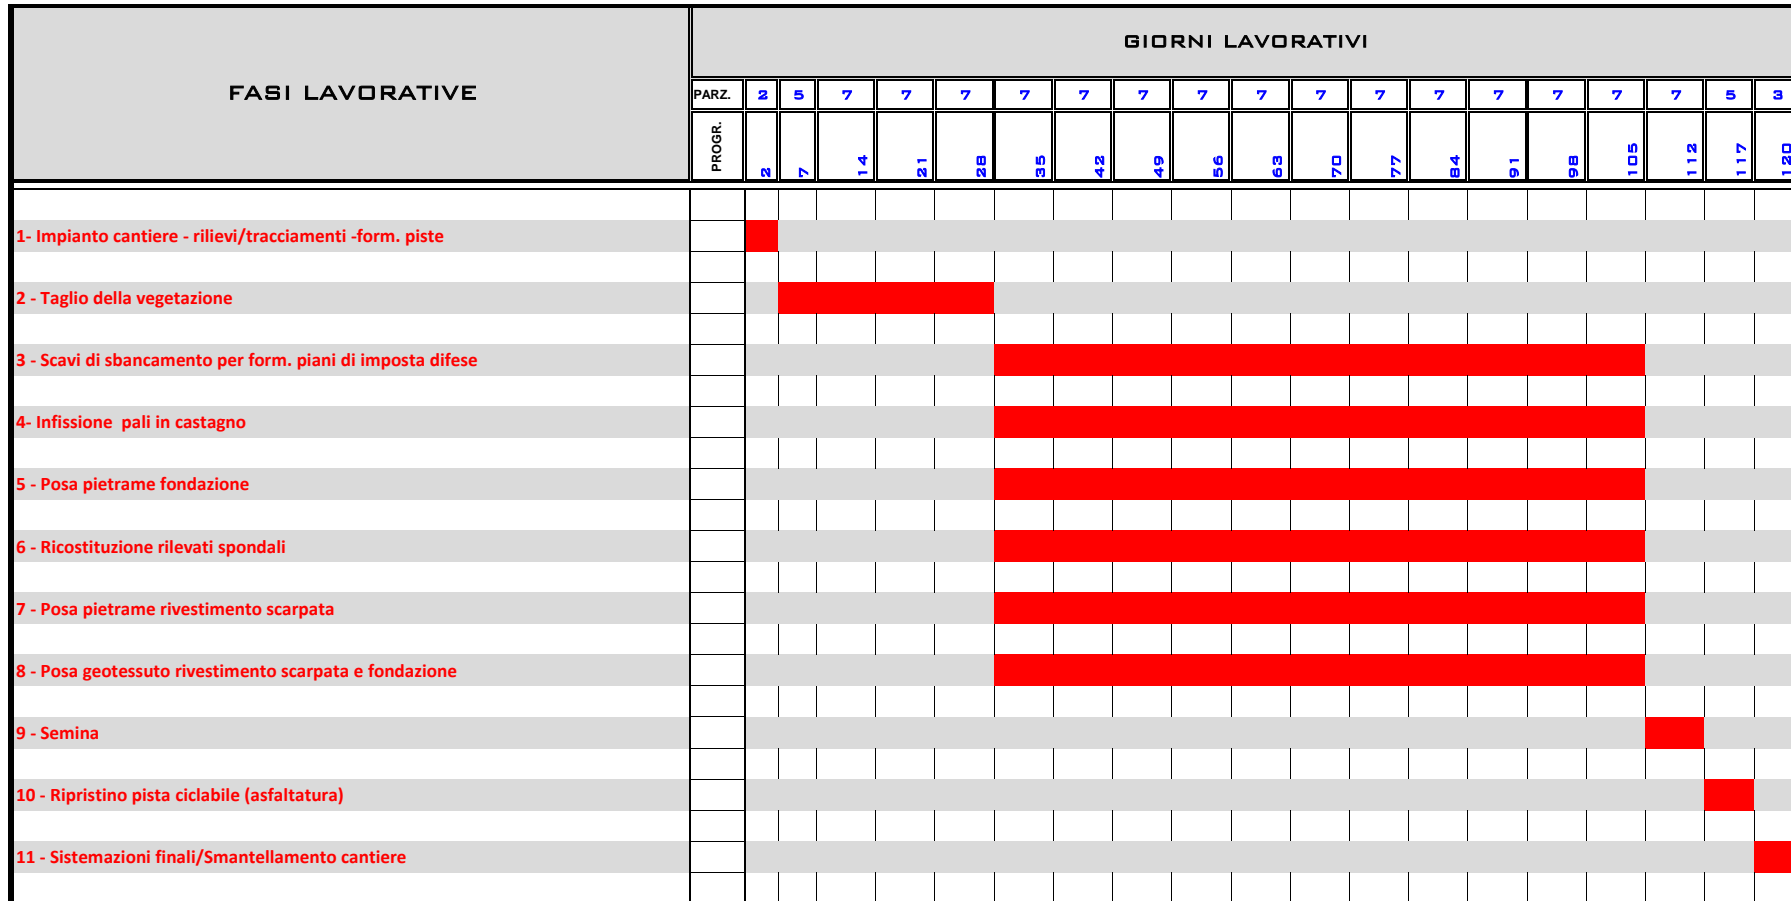 GIORNI LAVORATIVI
FASI LAVORATIVE
PARZ. 2 5 7 7 7 7 7 7 7 7 7 7 7 7 7 7 7 5 3
PROGR. 2 7 14 21 28 35 42 49 56 63 70 77 84 91 98 105 112 117 120
1- Impianto cantiere - rilievi/tracciamenti -form. piste
2 - Taglio della vegetazione
3 - Scavi di sbancamento per form. piani di imposta difese
4- Infissione  pali in castagno
5 - Posa pietrame fondazione
6 - Ricostituzione rilevati spondali
7 - Posa pietrame rivestimento scarpata
8 - Posa geotessuto rivestimento scarpata e fondazione
9 - Semina
10 - Ripristino pista ciclabile (asfaltatura)
11 - Sistemazioni finali/Smantellamento cantiere